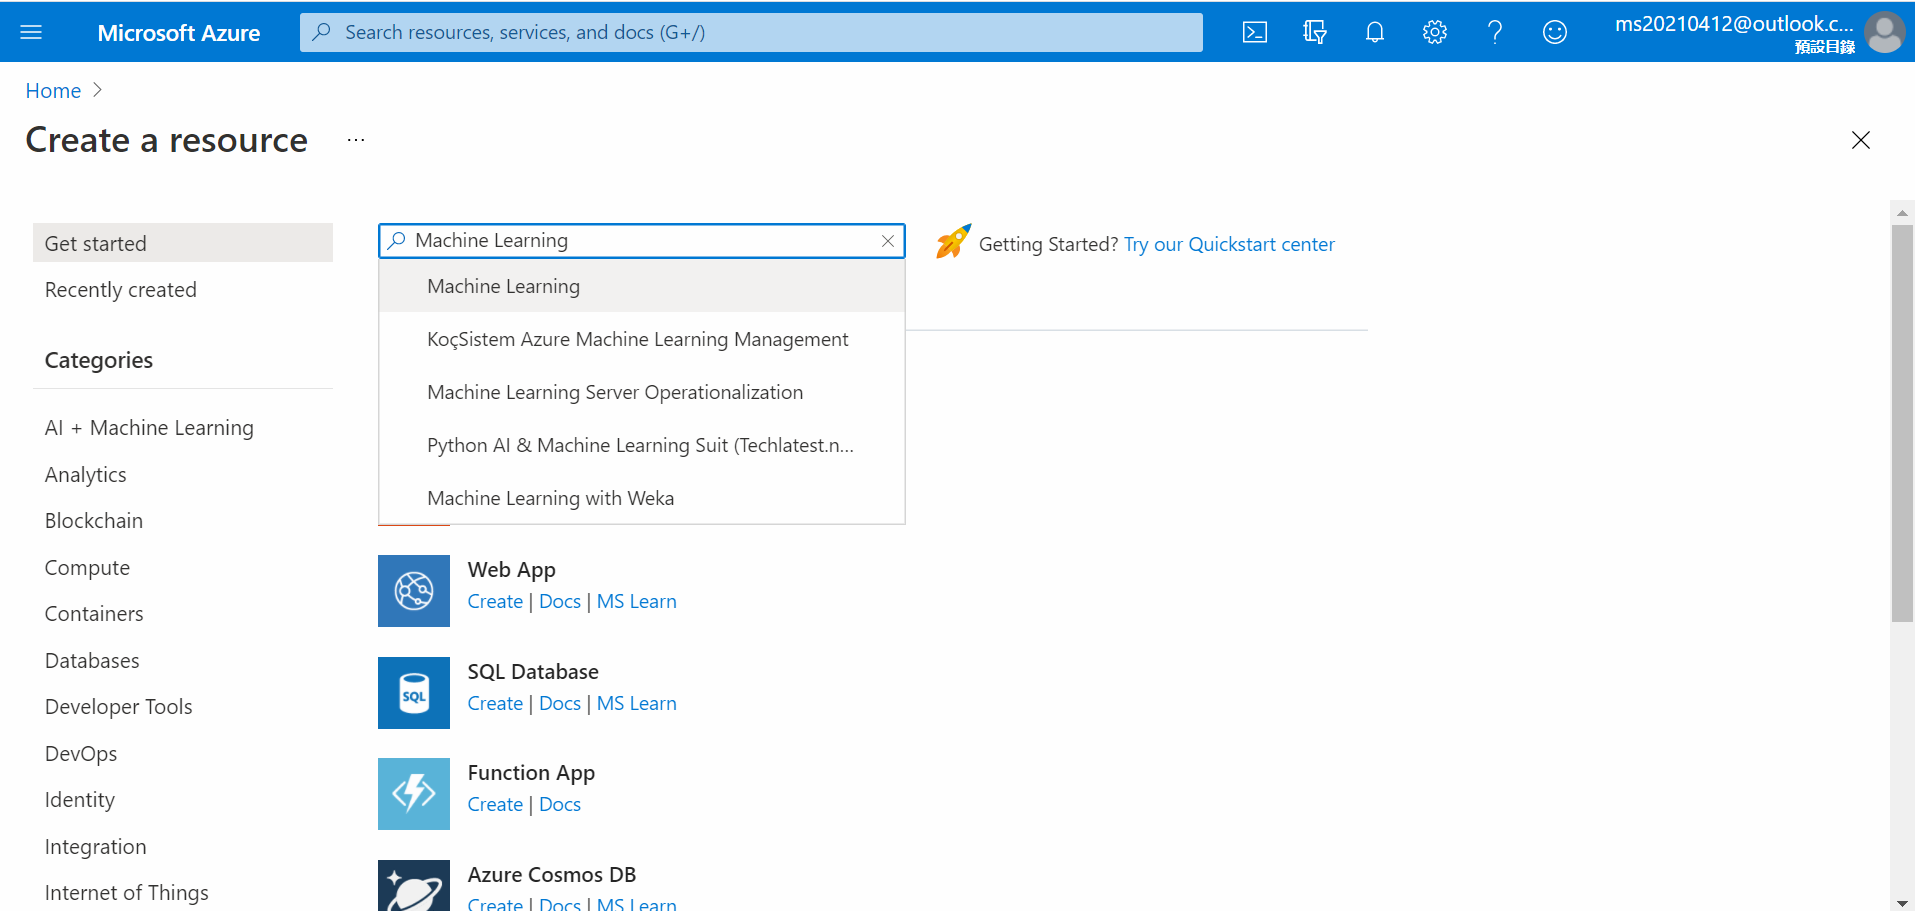 Microsoft Azure
Search resources, services, and docs (G+/)
ms20210412@outlook.c...
預設目錄
Home
Create a resource
...
Get started
Recently created
Categories
AI + Machine Learning
Analytics
Blockchain
Compute
Containers
Databases
Developer Tools
DevOps
Identity
Integration
Internet of Things
Machine Learning
Getting Started? Try our Quickstart center
Machine Learning
KoçSistem Azure Machine Learning Management
Machine Learning Server Operationalization
Python AI & Machine Learning Suit (Techlatest.n...
Machine Learning with Weka
Web App
Create | Docs | MS Learn
SQL
SQL Database
Create | Docs | MS Learn
Function App
Create | Docs
Azure Cosmos DB
Create | Docs | MS Learn